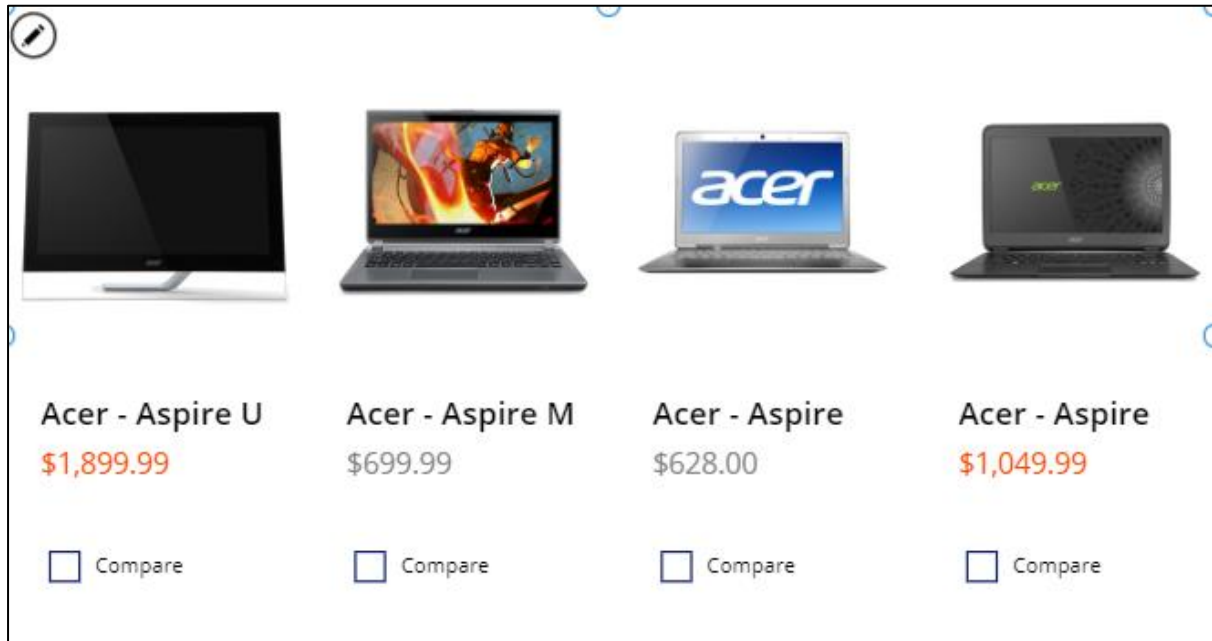 acer
acer
Acer - Aspire U
Acer - Aspire M
Acer - Aspire
Acer - Aspire
$1,899.99
$699.99
$628.00
$1,049.99
Compare
Compare
Compare
Compare